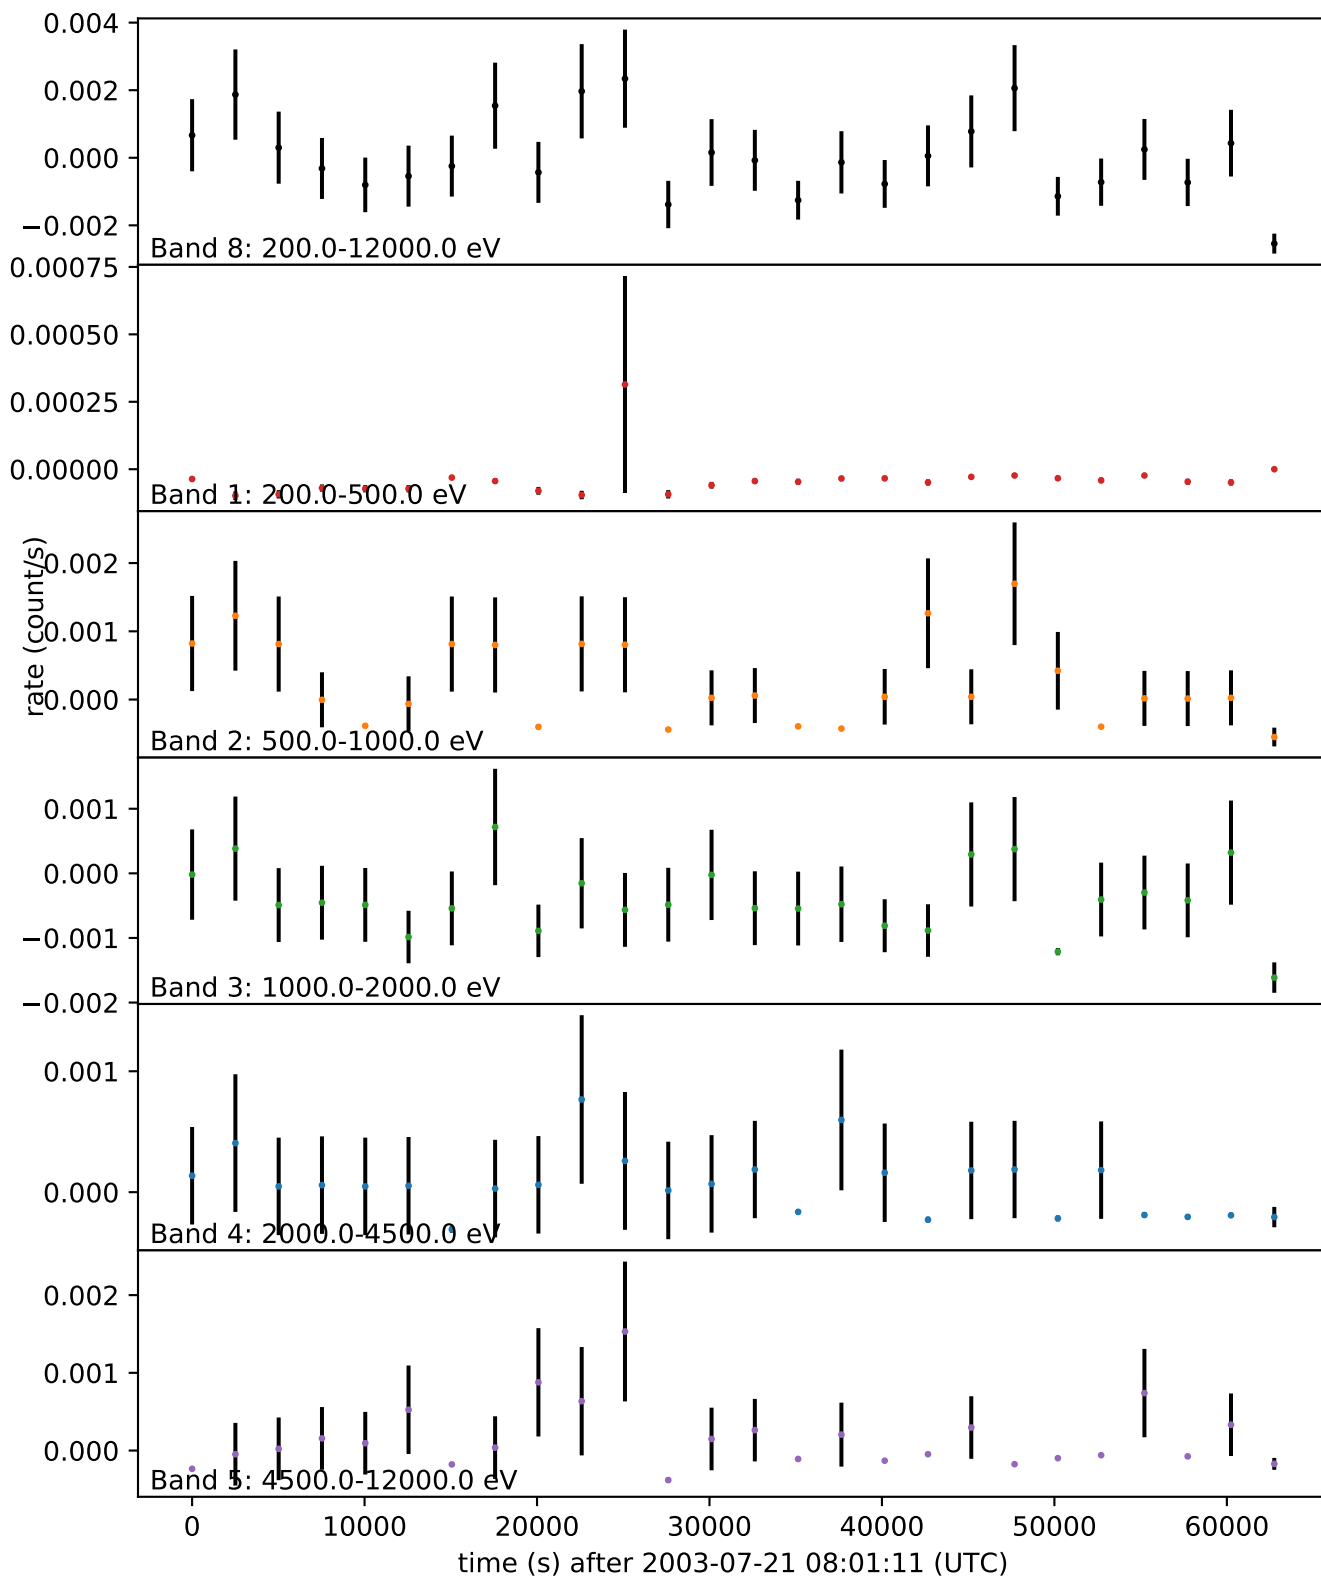 0.004
0.002
0.000
−0.002
Band 8: 200.0-12000.0 eV
0.00075
0.00050
0.00025
0.00000
Band 1: 200.0-500.0 eV
rate (count/s)
0.002
0.001
0.000
Band 2: 500.0-1000.0 eV
0.001
0.000
−0.001
−0.002
Band 3: 1000.0-2000.0 eV
0.001
0.000
Band 4: 2000.0-4500.0 eV
0.002
0.001
0.000
Band 5: 4500.0-12000.0 eV
0 10000 20000 30000 40000 50000 60000
time (s) after 2003-07-21 08:01:11 (UTC)